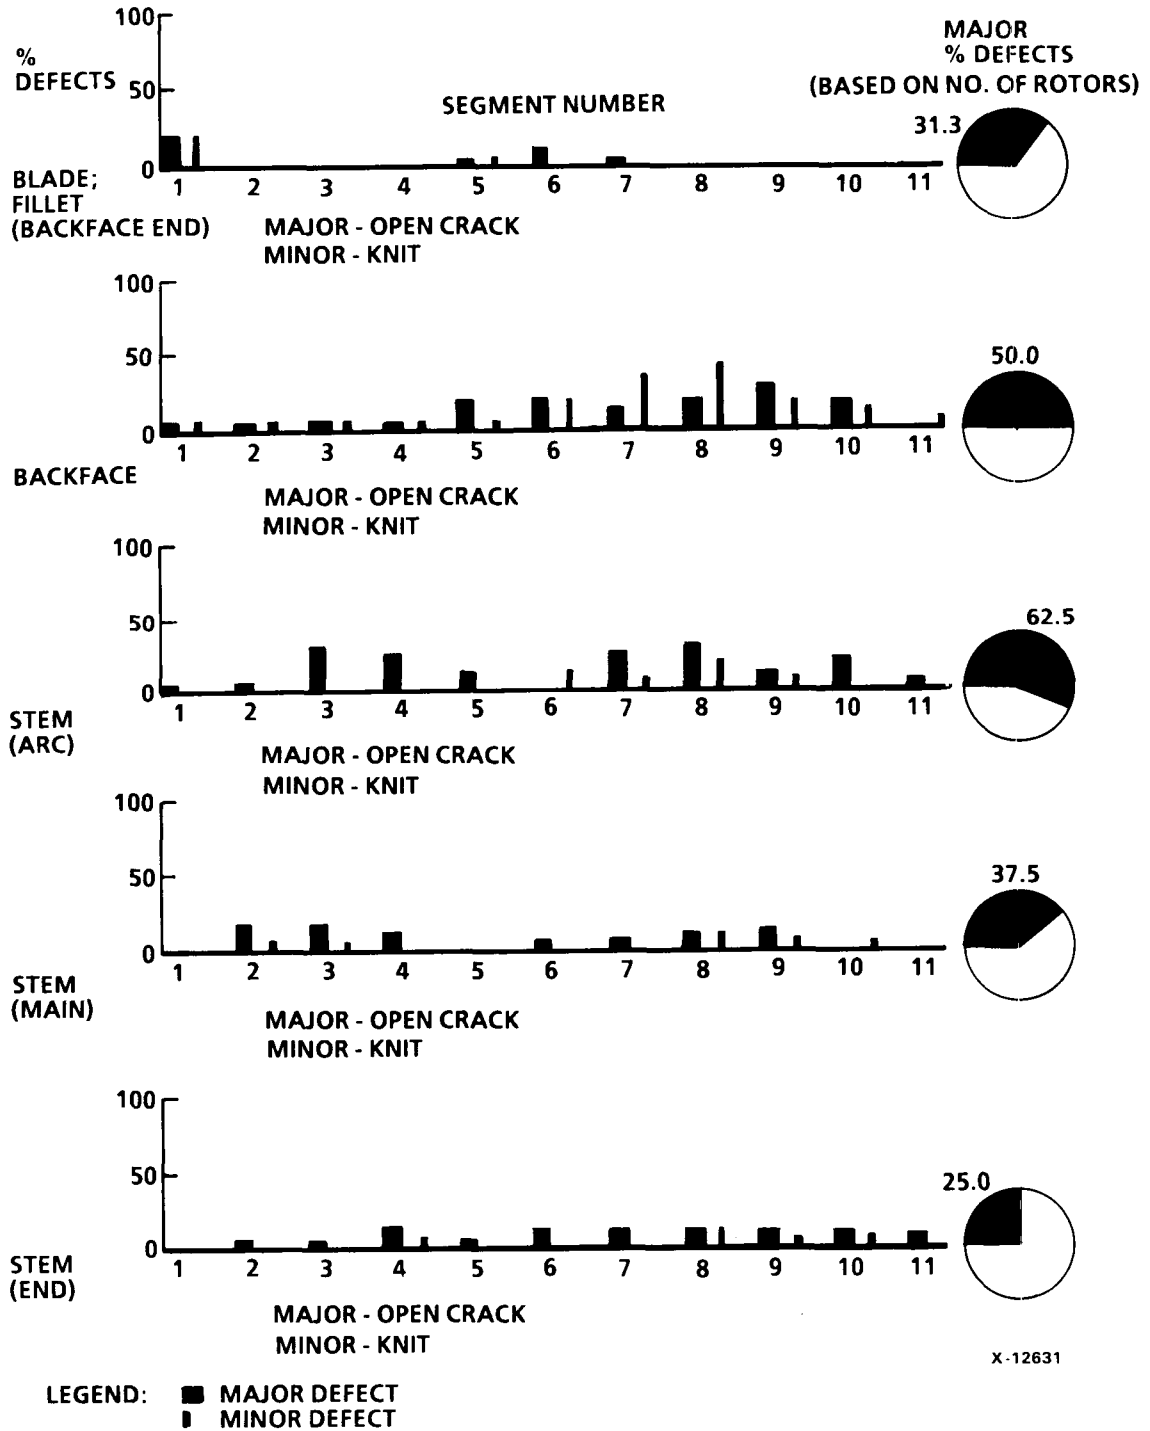 MAJOR
% DEFECTS
(BASED ON NO. OF ROTORS)
%
DEFECTS
100
50
0
SEGMENT NUMBER
31.3
1 2 3 4 5 6 7 8 9 10 11
BLADE;
FILLET
(BACKFACE END)
MAJOR - OPEN CRACK
MINOR - KNIT
100
50
0
50.0
1 2 3 4 5 6 7 8 9 10 11
BACKFACE
MAJOR - OPEN CRACK
MINOR - KNIT
100
50
0
62.5
1 2 3 4 5 6 7 8 9 10 11
STEM
(ARC)
MAJOR - OPEN CRACK
MINOR - KNIT
100
50
0
37.5
1 2 3 4 5 6 7 8 9 10 11
STEM
(MAIN)
MAJOR - OPEN CRACK
MINOR - KNIT
100
50
0
25.0
1 2 3 4 5 6 7 8 9 10 11
STEM
(END)
MAJOR - OPEN CRACK
MINOR - KNIT
X-12631
LEGEND: MAJOR DEFECT
MINOR DEFECT